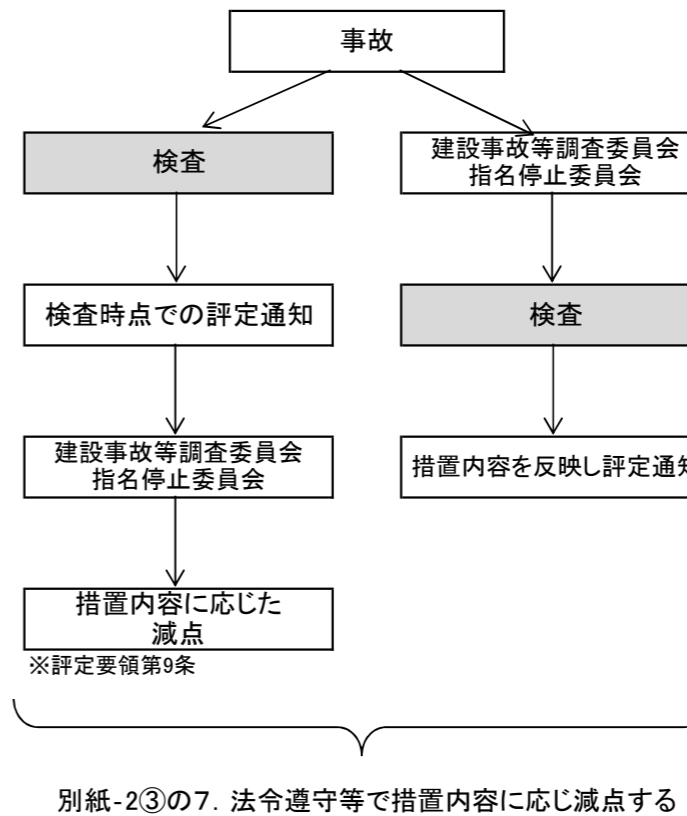 事故
検査
検査時点での評定通知
建設事故等調査委員会
指名停止委員会
措置内容に応じた
減点
※評定要領第9条
建設事故等調査委員会
指名停止委員会
検査
措置内容を反映し評定通知
別紙-2③の7．法令遵守等で措置内容に応じ減点する